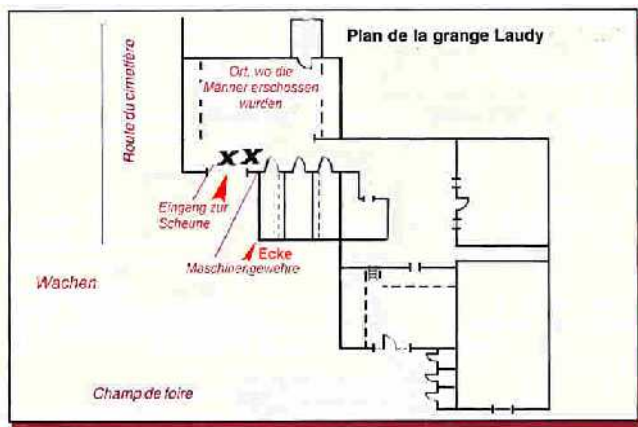 Plan de la grange Laudy
Route du cimetière
Ort, wo die
Männer erschossen
wurden
X X
Eingang zur
Scheune
Ecke
Maschinengewehre
Wachen
Champ de foire